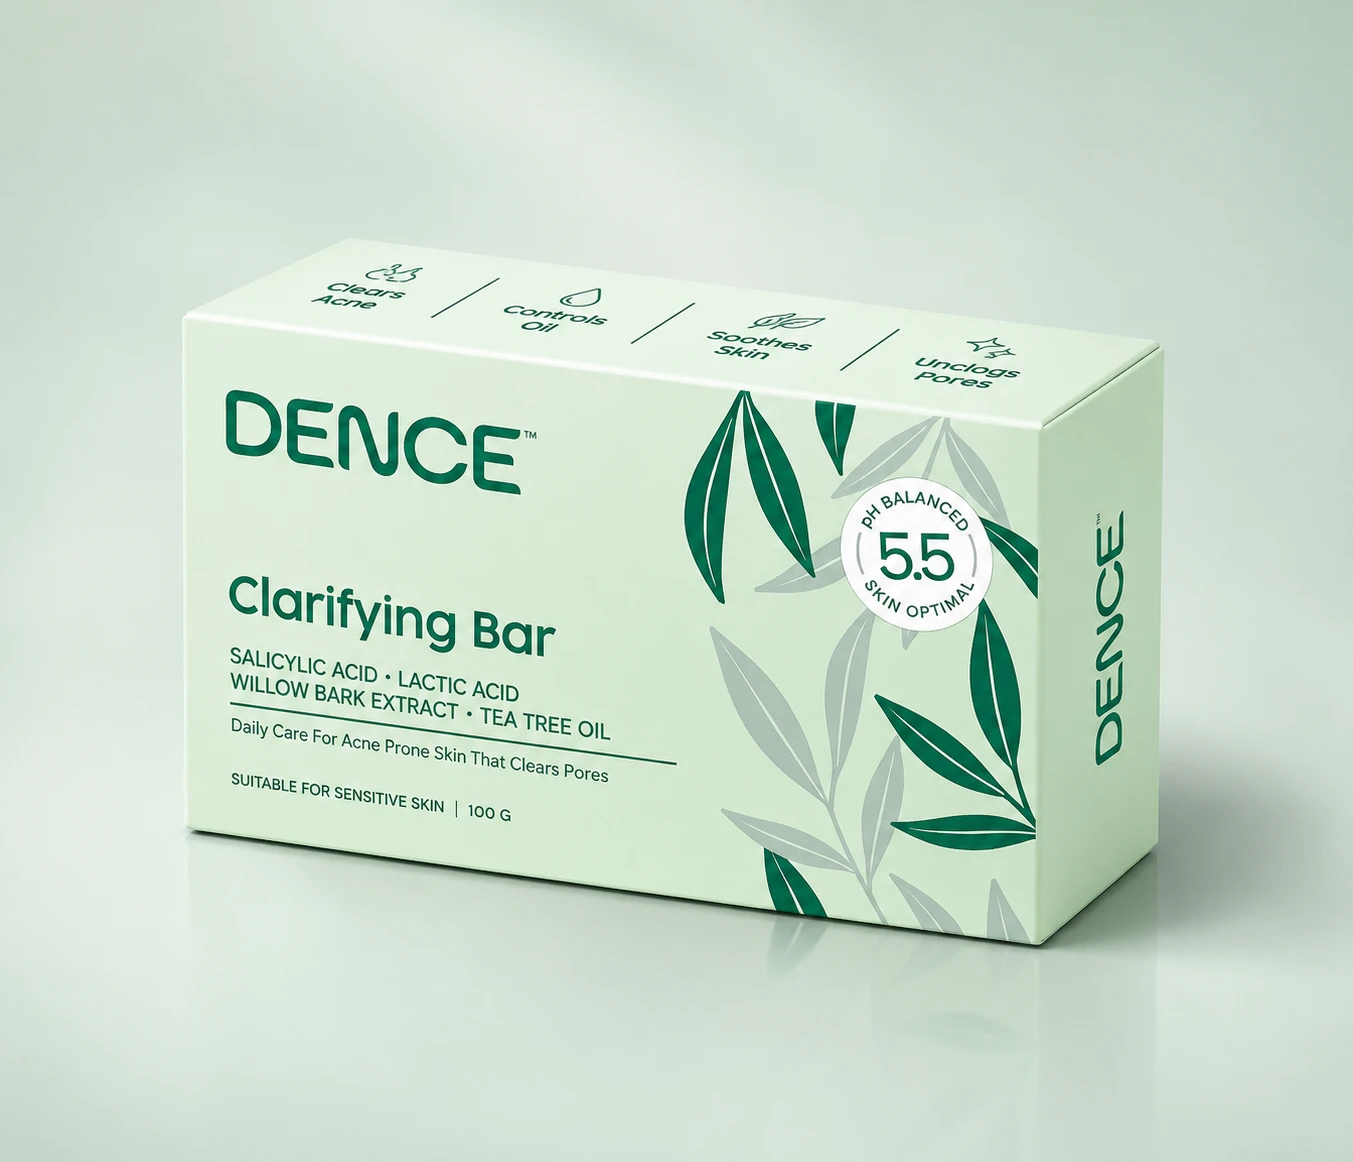 Clears
Acne
Controls
Oil
Soothes
Skin
Unclogs
Pores
DENCE™
pH BALANCED
5.5
SKIN OPTIMAL
Clarifying Bar
SALICYLIC ACID • LACTIC ACID
WILLOW BARK EXTRACT • TEA TREE OIL
Daily Care For Acne Prone Skin That Clears Pores
SUITABLE FOR SENSITIVE SKIN | 100 G
DENCE™